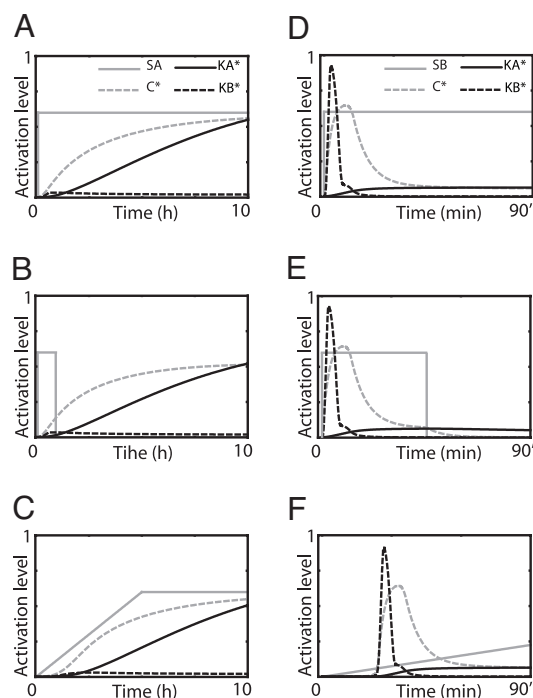 A
D
1
SA
KA*
C*
KB*
Activation level
0
Time (h)
10
1
SB
KA*
C*
KB*
Activation level
0
Time (min)
90'
B
E
1
Activation level
0
Tihe (h)
10
1
Activation level
0
Time (min)
90'
C
F
1
Activation level
0
Time (h)
10
1
Activation level
0
Time (min)
90'